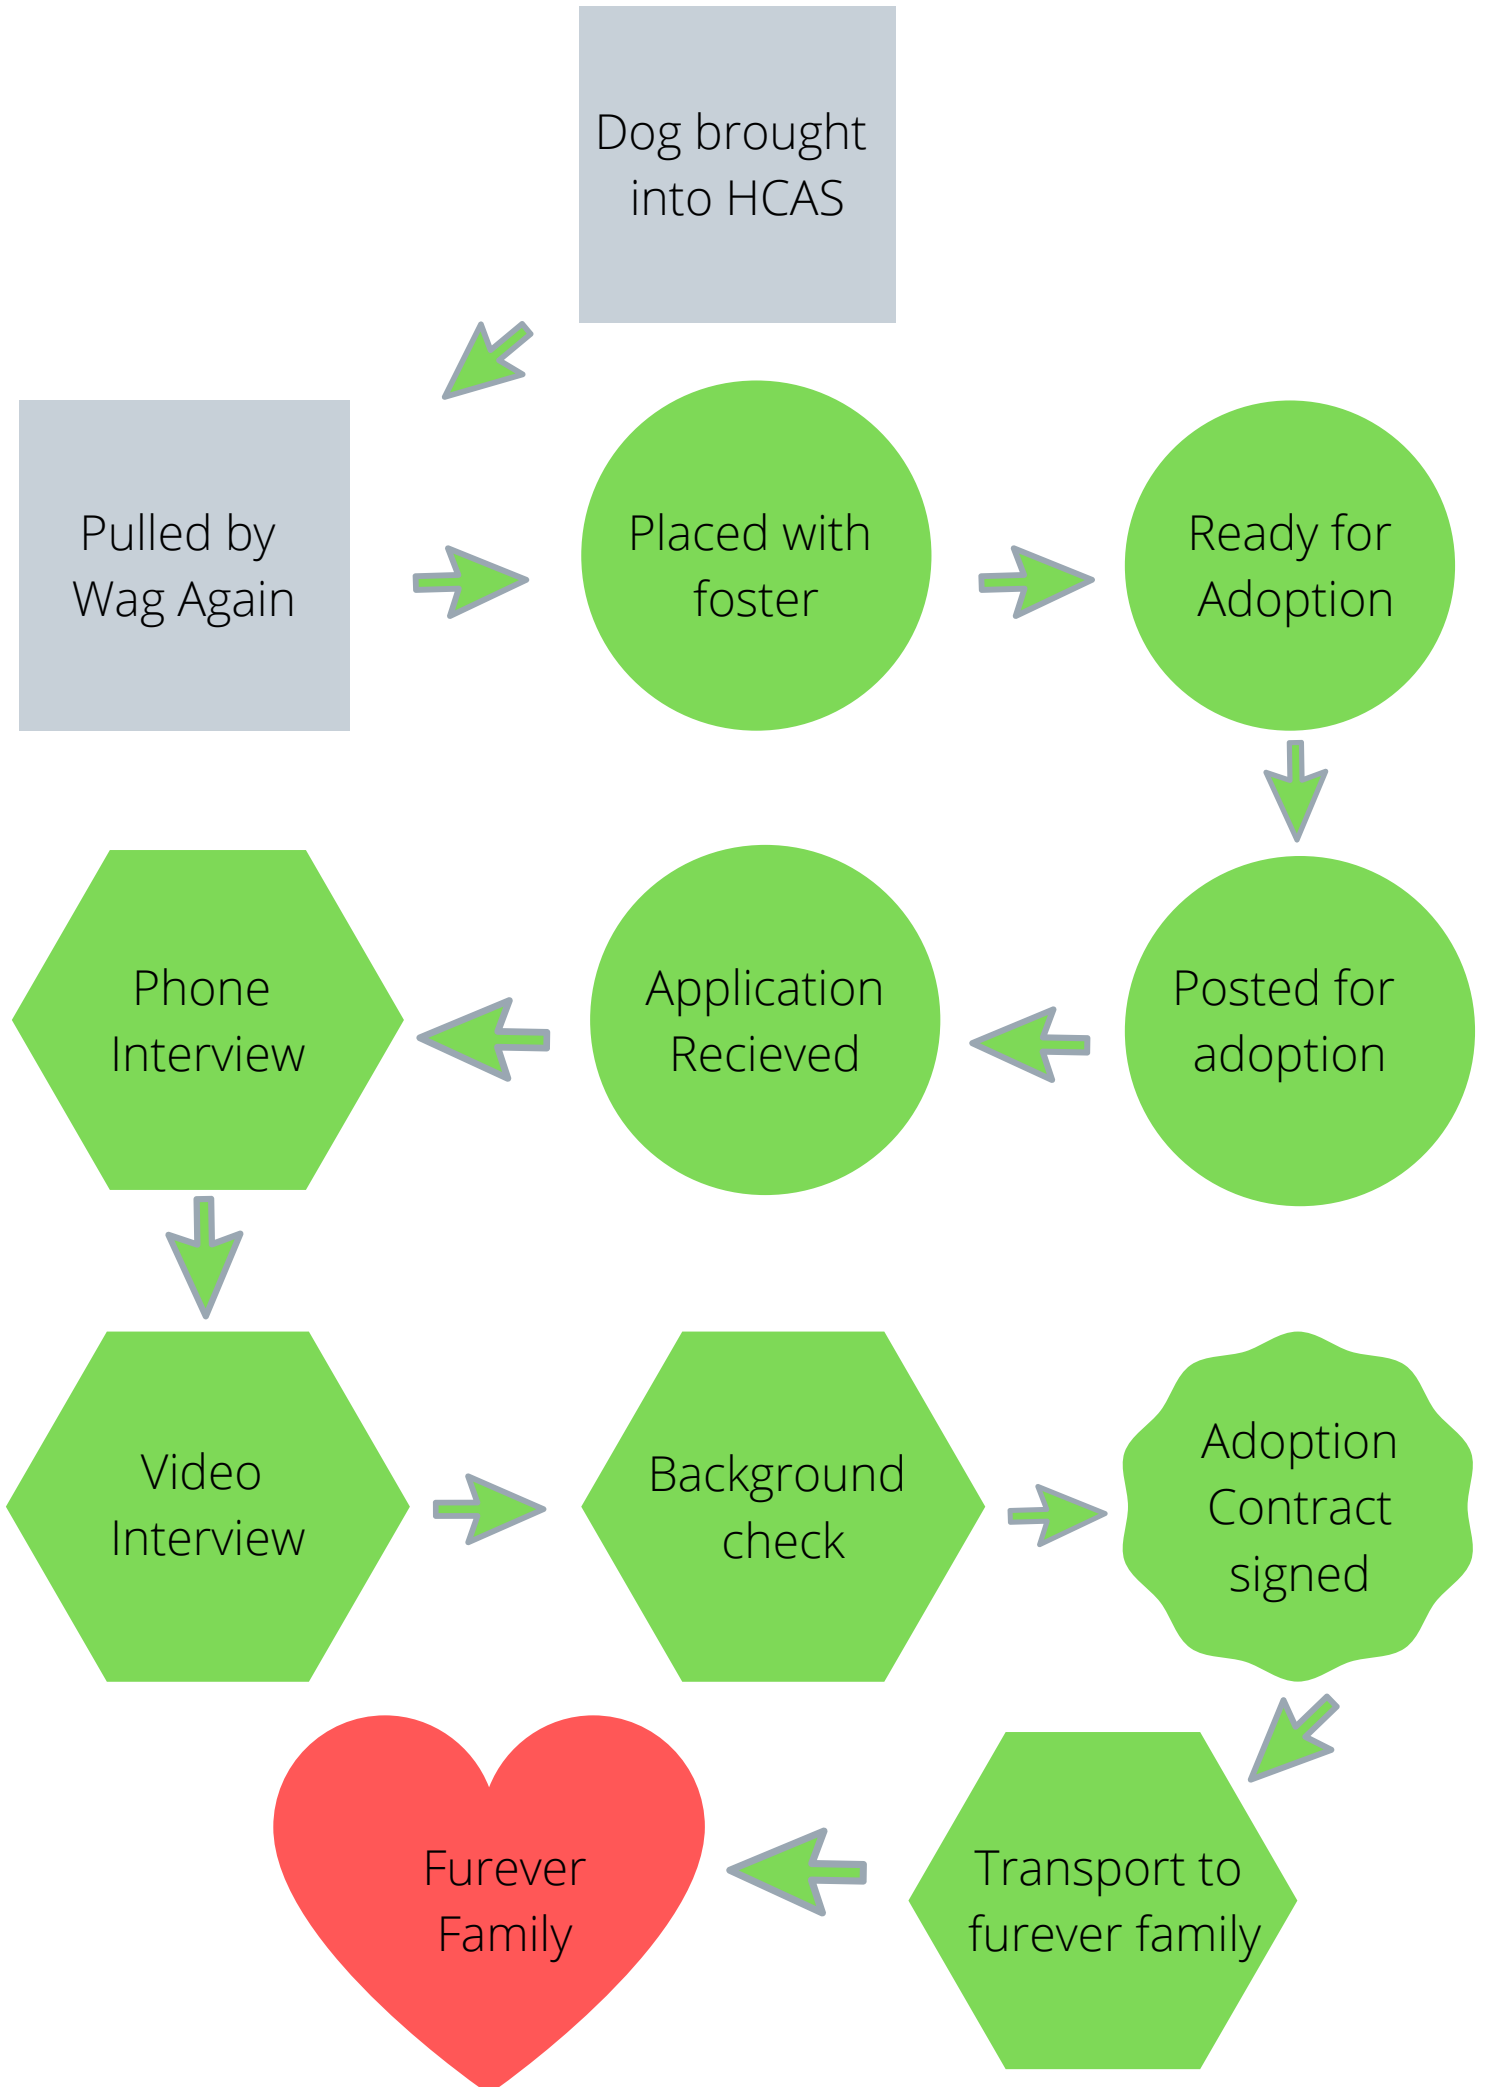 Dog brought
into HCAS
Pulled by
Wag Again
Placed with
foster
Ready for
Adoption
Posted for
adoption
Application
Recieved
Phone
Interview
Video
Interview
Background
check
Adoption
Contract
signed
Transport to
furever family
Furever
Family